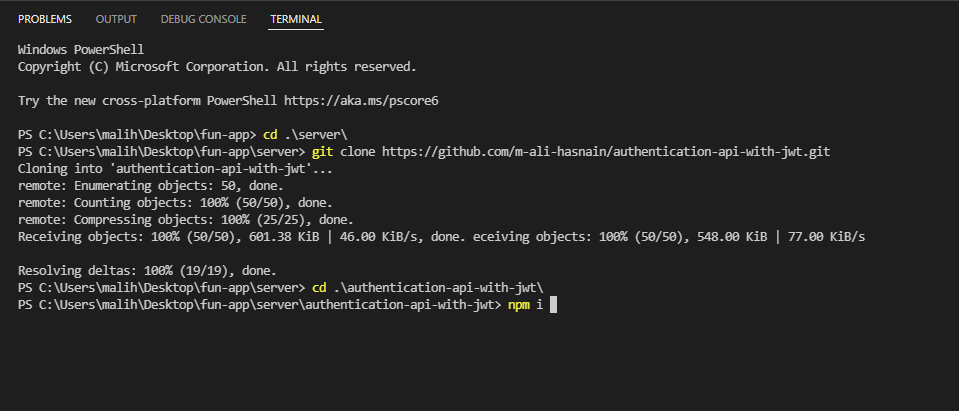 PROBLEMS OUTPUT DEBUG CONSOLE TERMINAL
Windows PowerShell
Copyright (C) Microsoft Corporation. All rights reserved.
Try the new cross-platform PowerShell https://aka.ms/pscore6
PS C:\Users\malih\Desktop\fun-app> cd .\server\
PS C:\Users\malih\Desktop\fun-app\server> git clone https://github.com/m-ali-hasnain/authentication-api-with-jwt.git
Cloning into 'authentication-api-with-jwt'...
remote: Enumerating objects: 50, done.
remote: Counting objects: 100% (50/50), done.
remote: Compressing objects: 100% (25/25), done.
Receiving objects: 100% (50/50), 601.38 KiB | 46.00 KiB/s, done. eceiving objects: 100% (50/50), 548.00 KiB | 77.00 KiB/s
Resolving deltas: 100% (19/19), done.
PS C:\Users\malih\Desktop\fun-app\server> cd .\authentication-api-with-jwt\
PS C:\Users\malih\Desktop\fun-app\server\authentication-api-with-jwt> npm i